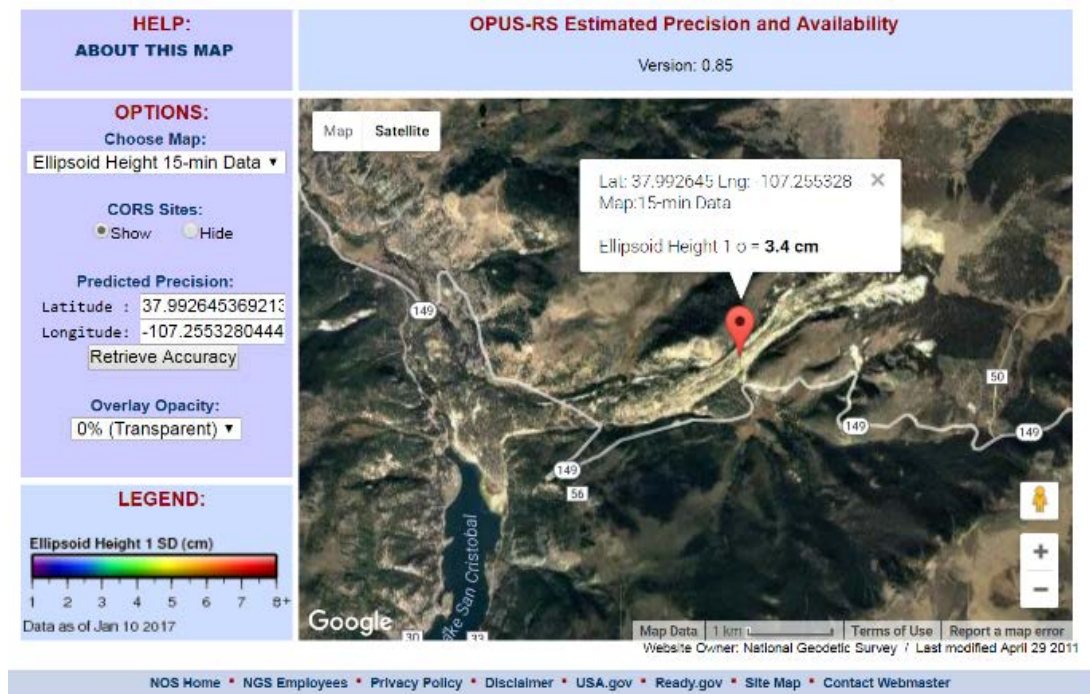 HELP:
ABOUT THIS MAP
OPUS-RS Estimated Precision and Availability
Version: 0.85
OPTIONS:
Choose Map:
Ellipsoid Height 15-min Data ▼
CORS Sites:
Show Hide
Predicted Precision:
Latitude : 37.992645369213
Longitude: -107.2553280444
Retrieve Accuracy
Overlay Opacity:
0% (Transparent) ▼
LEGEND:
Ellipsoid Height 1 SD (cm)
1 2 3 4 5 6 7 8+
Data as of Jan 10 2017
Map Satellite
Lat: 37.992645 Lng: -107.255328 ×
Map:15-min Data
Ellipsoid Height 1 σ = 3.4 cm
149
50
149
149
149
56
Lake San Cristobal
30
33
+
−
Google
Map Data 1 km Terms of Use Report a map error
Website Owner: National Geodetic Survey / Last modified April 29 2011
NOS Home • NGS Employees • Privacy Policy • Disclaimer • USA.gov • Ready.gov • Site Map • Contact Webmaster